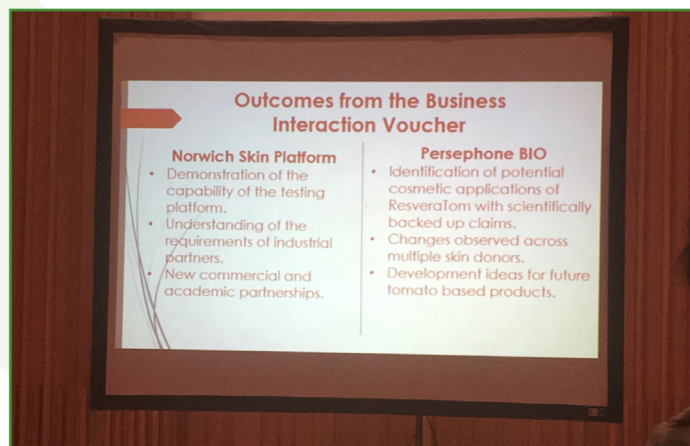 Outcomes from the Business
Interaction Voucher
Norwich Skin Platform
• Demonstration of the
capability of the testing
platform.
• Understanding of the
requirements of industrial
partners.
• New commercial and
academic partnerships.
Persephone BIO
• Identification of potential
cosmetic applications of
ResveraTom with scientifically
backed up claims.
• Changes observed across
multiple skin donors.
• Development ideas for future
tomato based products.